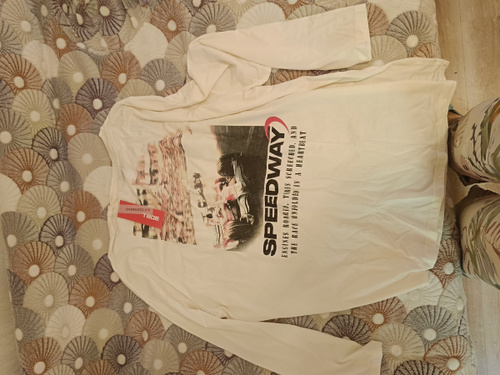 SPEEDWAY
ENGINES ROARED, TIRES SCREECHED, AND
THE RACE UNFOLDED IN A HEARTBEAT